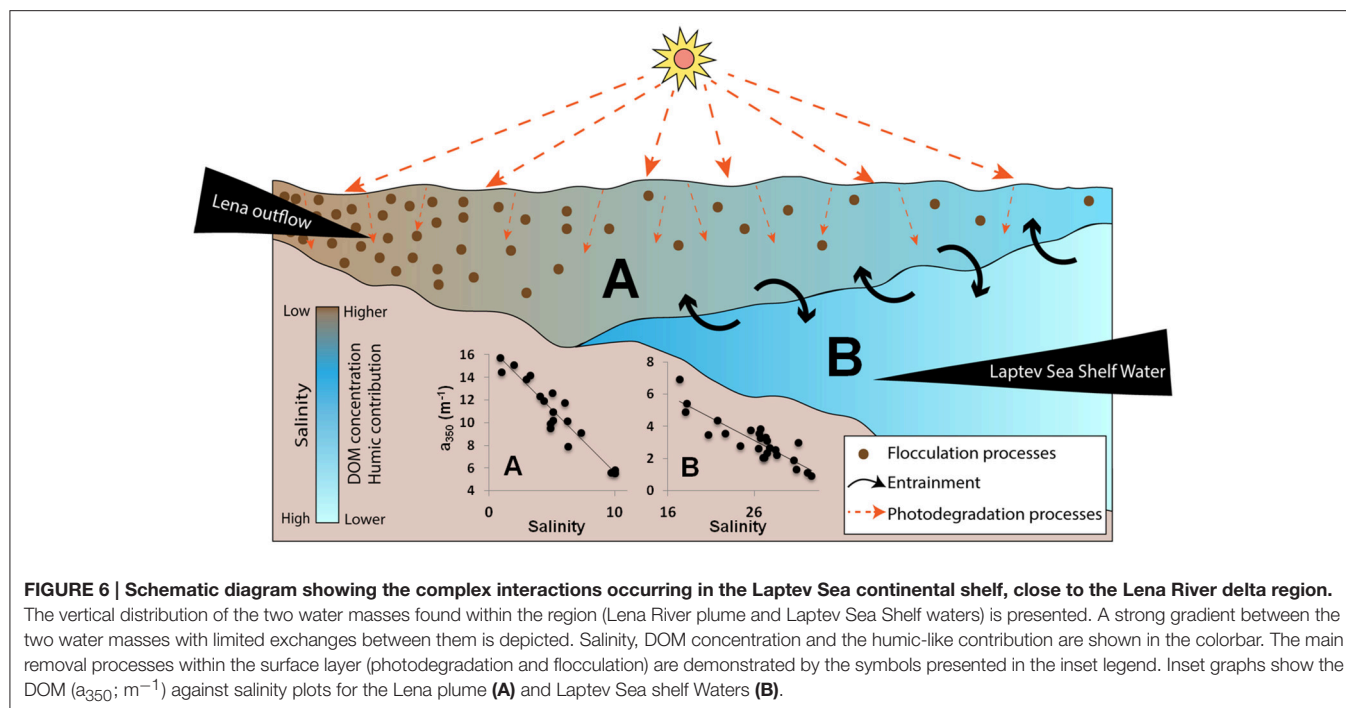 Lena outflow
A
B
Laptev Sea Shelf Water
Low
Higher
Salinity
DOM concentration
Humic contribution
High
Lower
16
14
12
10
8
6
4
a350 (m-1)
A
0
10
Salinity
8
6
4
2
0
B
16
26
Salinity
Flocculation processes
Entrainment
Photodegradation processes
FIGURE 6 | Schematic diagram showing the complex interactions occurring in the Laptev Sea continental shelf, close to the Lena River delta region.
The vertical distribution of the two water masses found within the region (Lena River plume and Laptev Sea Shelf waters) is presented. A strong gradient between the
two water masses with limited exchanges between them is depicted. Salinity, DOM concentration and the humic-like contribution are shown in the colorbar. The main
removal processes within the surface layer (photodegradation and flocculation) are demonstrated by the symbols presented in the inset legend. Inset graphs show the
DOM (a350; m−1) against salinity plots for the Lena plume (A) and Laptev Sea shelf Waters (B).